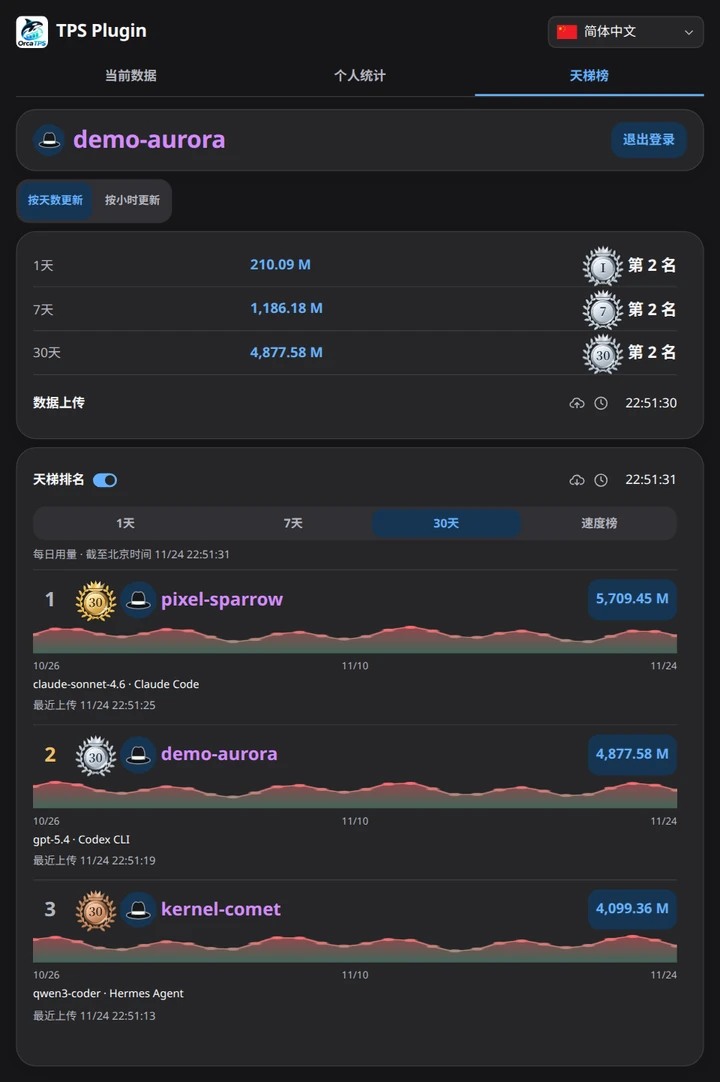 OrcaTPS
TPS Plugin
简体中文
当前数据 个人统计 天梯榜
demo-aurora
退出登录
按天数更新 按小时更新
1天 210.09 M I 第 2 名
7天 1,186.18 M 7 第 2 名
30天 4,877.58 M 30 第 2 名
数据上传 22:51:30
天梯排名 22:51:31
1天 7天 30天 速度榜
每日用量 · 截至北京时间 11/24 22:51:31
1 30 pixel-sparrow 5,709.45 M
10/26 11/10 11/24
claude-sonnet-4.6 · Claude Code
最近上传 11/24 22:51:25
2 30 demo-aurora 4,877.58 M
10/26 11/10 11/24
gpt-5.4 · Codex CLI
最近上传 11/24 22:51:19
3 30 kernel-comet 4,099.36 M
10/26 11/10 11/24
qwen3-coder · Hermes Agent
最近上传 11/24 22:51:13